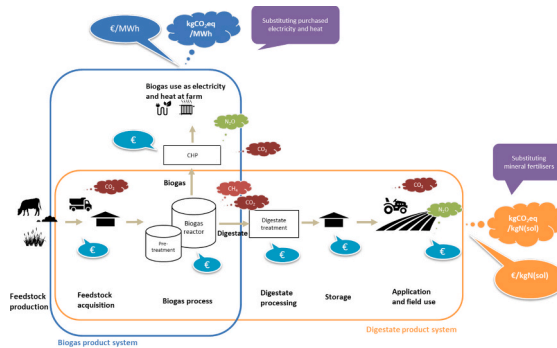 €/MWh
kgCO₂eq
/MWh
Substituting purchased
electricity and heat
Biogas use as electricity
and heat at farm
N₂O
€
CHP
CO₂
Substituting
mineral fertilisers
CO₂
Biogas
CH₄
CO₂
CO₂
N₂O
kgCO₂eq
/kgN(sol)
Biogas
reactor
Pre-
treatment
Digestate
Digestate
treatment
€
€
€
€
€
€/kgN(sol)
Feedstock
production
Feedstock
acquisition
Biogas process
Digestate
processing
Storage
Application
and field use
Digestate product system
Biogas product system